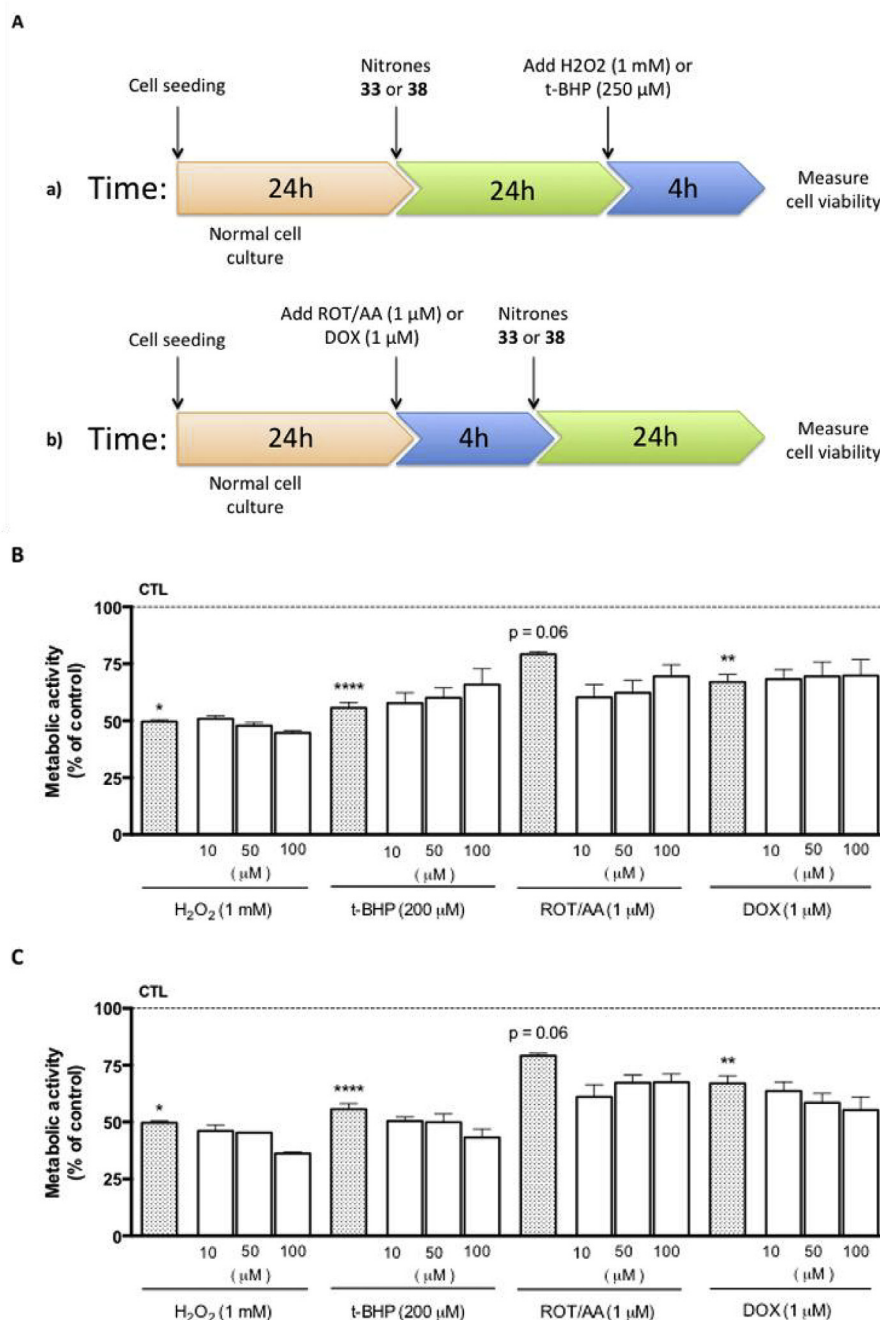 A
Cell seeding
Nitrones
33 or 38
Add H2O2 (1 mM) or
t-BHP (250 µM)
a)
Time:
24h
24h
4h
Measure
cell viability
Normal cell
culture
Cell seeding
Add ROT/AA (1 µM) or
DOX (1 µM)
Nitrones
33 or 38
b)
Time:
24h
4h
24h
Measure
cell viability
Normal cell
culture
B
CTL
Metabolic activity
(% of control)
100
75
50
25
0
*
****
p = 0.06
**
10 50 100 10 50 100 10 50 100 10 50 100
( µM ) ( µM ) ( µM ) ( µM )
H₂O₂ (1 mM) t-BHP (200 µM) ROT/AA (1 µM) DOX (1 µM)
C
CTL
Metabolic activity
(% of control)
100
75
50
25
0
*
****
p = 0.06
**
10 50 100 10 50 100 10 50 100 10 50 100
( µM ) ( µM ) ( µM ) ( µM )
H₂O₂ (1 mM) t-BHP (200 µM) ROT/AA (1 µM) DOX (1 µM)